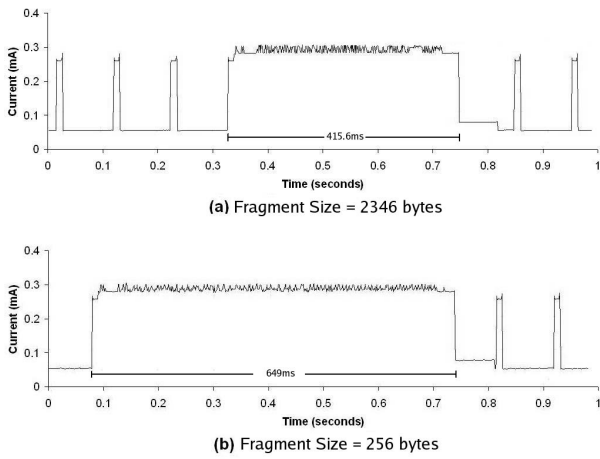 0.4
0.3
0.2
0.1
0
Current (mA)
415.6ms
0 0.1 0.2 0.3 0.4 0.5 0.6 0.7 0.8 0.9 1
Time (seconds)
(a) Fragment Size = 2346 bytes
0.4
0.3
0.2
0.1
0
Current (mA)
649ms
0 0.1 0.2 0.3 0.4 0.5 0.6 0.7 0.8 0.9 1
Time (seconds)
(b) Fragment Size = 256 bytes